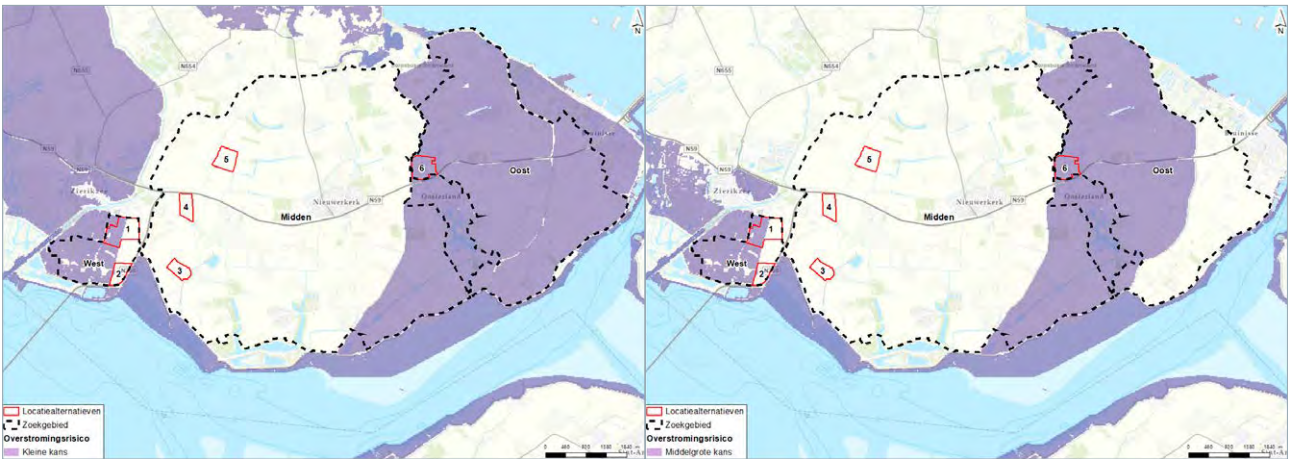 N
N655
N654
N59
Zierikzee
5
4
Nieuwerkerk
N59
Midden
6
Oost
Oosterland
Bruinisse
1
West
2
3
Locatiealternatieven
Zoekgebied
Overstromingsrisico
Kleine kans
N
N655
N654
N59
Zierikzee
5
4
Nieuwerkerk
N59
Midden
6
Oost
Oosterland
1
West
2
3
Locatiealternatieven
Zoekgebied
Overstromingsrisico
Middelgrote kans